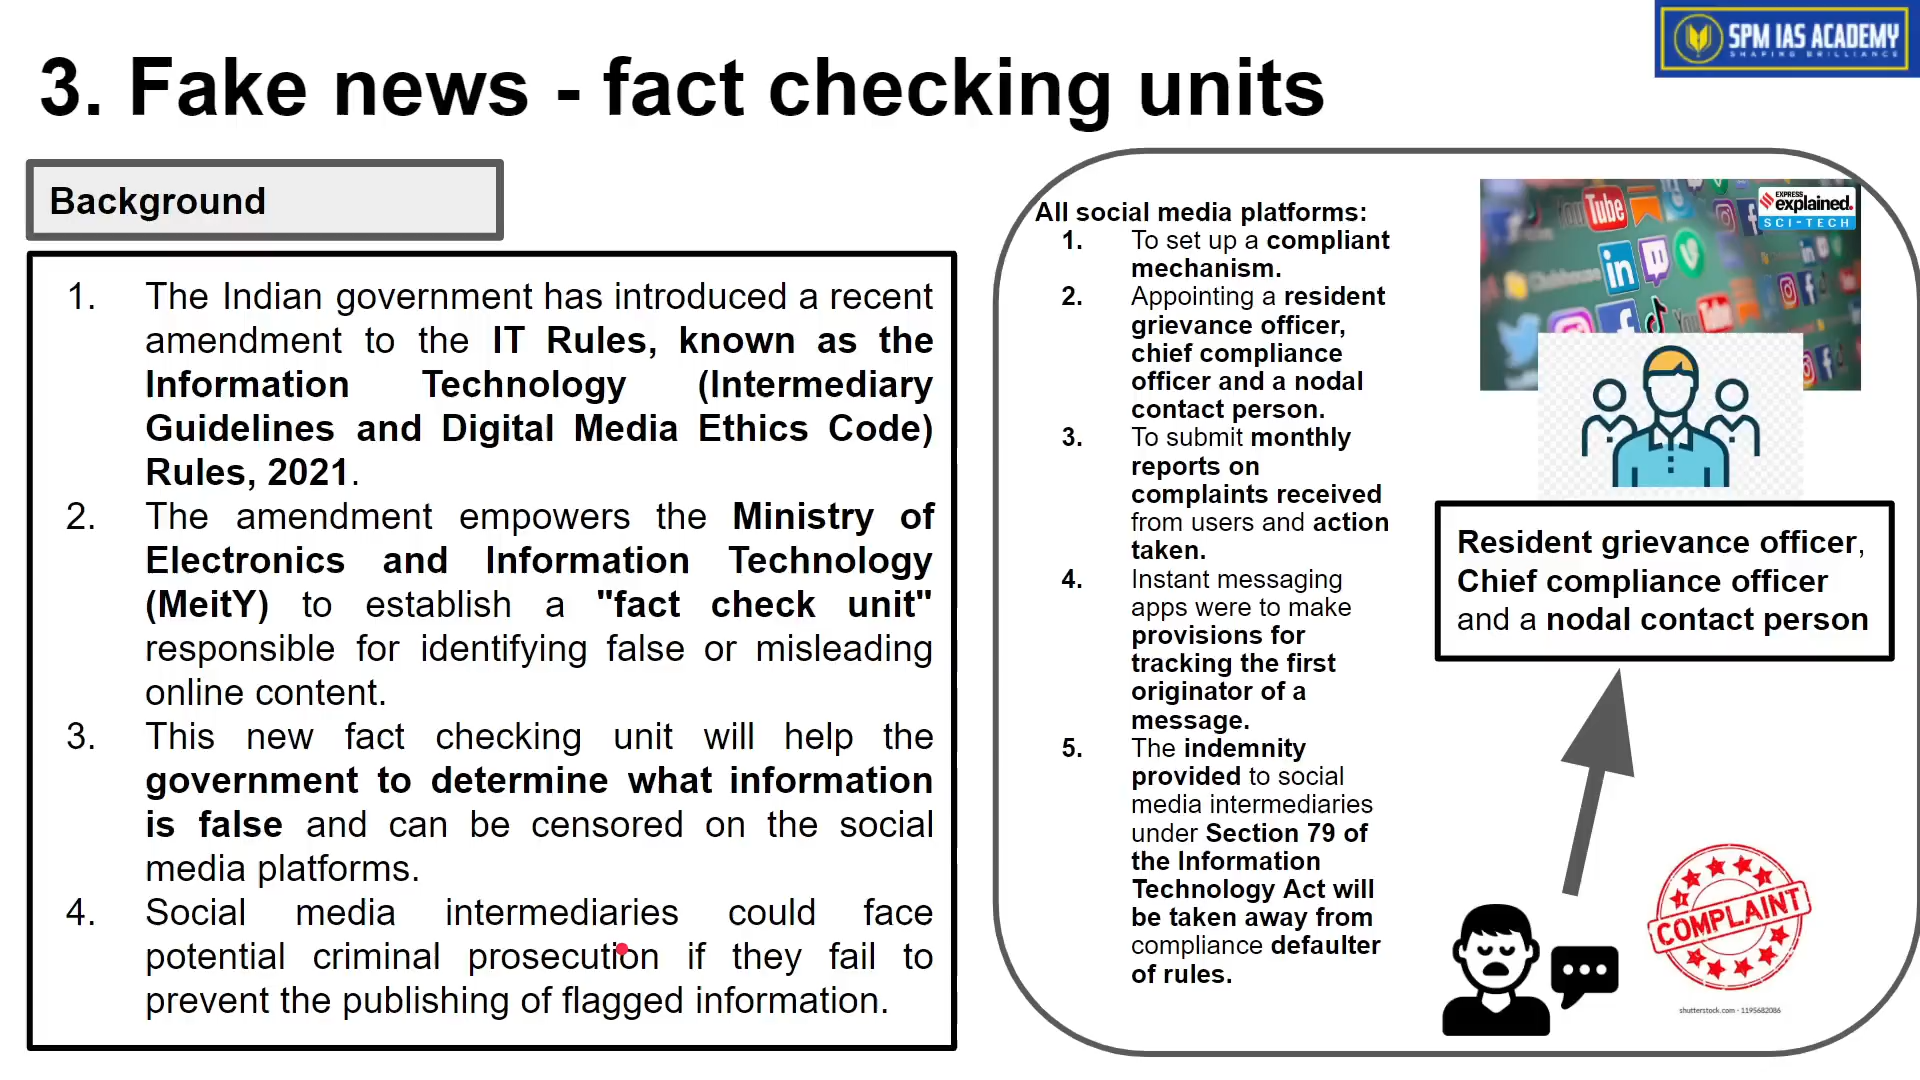 SPM IAS ACADEMY
SHAPING BRILLIANCE
3. Fake news - fact checking units
Background
1. The Indian government has introduced a recent
amendment to the IT Rules, known as the
Information Technology (Intermediary
Guidelines and Digital Media Ethics Code)
Rules, 2021.
2. The amendment empowers the Ministry of
Electronics and Information Technology
(MeitY) to establish a "fact check unit"
responsible for identifying false or misleading
online content.
3. This new fact checking unit will help the
government to determine what information
is false and can be censored on the social
media platforms.
4. Social media intermediaries could face
potential criminal prosecution if they fail to
prevent the publishing of flagged information.
All social media platforms:
1. To set up a compliant
mechanism.
2. Appointing a resident
grievance officer,
chief compliance
officer and a nodal
contact person.
3. To submit monthly
reports on
complaints received
from users and action
taken.
4. Instant messaging
apps were to make
provisions for
tracking the first
originator of a
message.
5. The indemnity
provided to social
media intermediaries
under Section 79 of
the Information
Technology Act will
be taken away from
compliance defaulter
of rules.
EXPRESS
explained.
SCI-TECH
YouTube
in
Resident grievance officer,
Chief compliance officer
and a nodal contact person
COMPLAINT
shutterstock.com · 1195682086